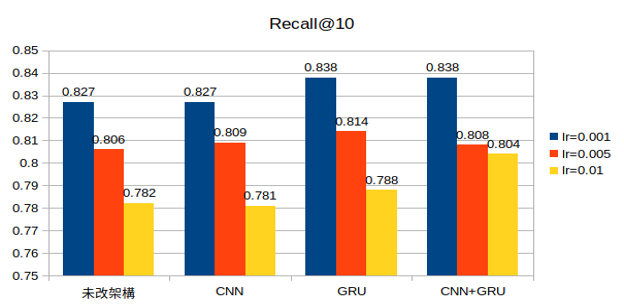 Recall@10
0.85
0.84
0.83
0.82
0.81
0.8
0.79
0.78
0.77
0.76
0.75
0.827
0.806
0.782
0.827
0.809
0.781
0.838
0.814
0.788
0.838
0.808
0.804
未改架構
CNN
GRU
CNN+GRU
lr=0.001
lr=0.005
lr=0.01